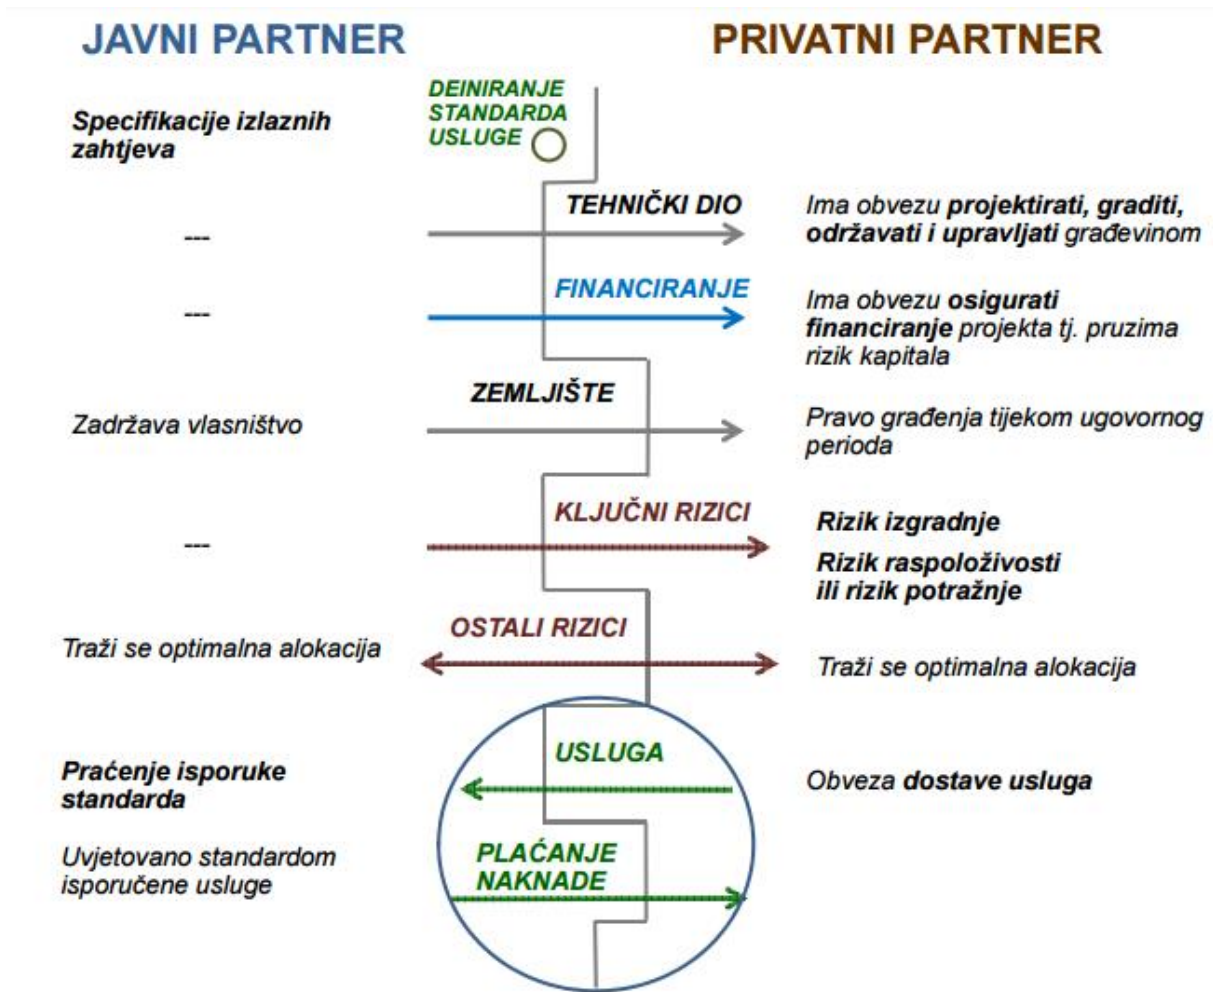 JAVNI PARTNER
PRIVATNI PARTNER
DEINIRANJE
STANDARDA
USLUGE
Specifikacije izlaznih
zahtjeva
TEHNIČKI DIO
---
Ima obvezu projektirati, graditi,
održavati i upravljati građevinom
FINANCIRANJE
---
Ima obvezu osigurati
financiranje projekta tj. pruzima
rizik kapitala
ZEMLJIŠTE
Zadržava vlasništvo
Pravo građenja tijekom ugovornog
perioda
KLJUČNI RIZICI
---
Rizik izgradnje
Rizik raspoloživosti
ili rizik potražnje
OSTALI RIZICI
Traži se optimalna alokacija
Traži se optimalna alokacija
USLUGA
Praćenje isporuke
standarda
Obveza dostave usluga
PLAĆANJE
NAKNADE
Uvjetovano standardom
isporučene usluge